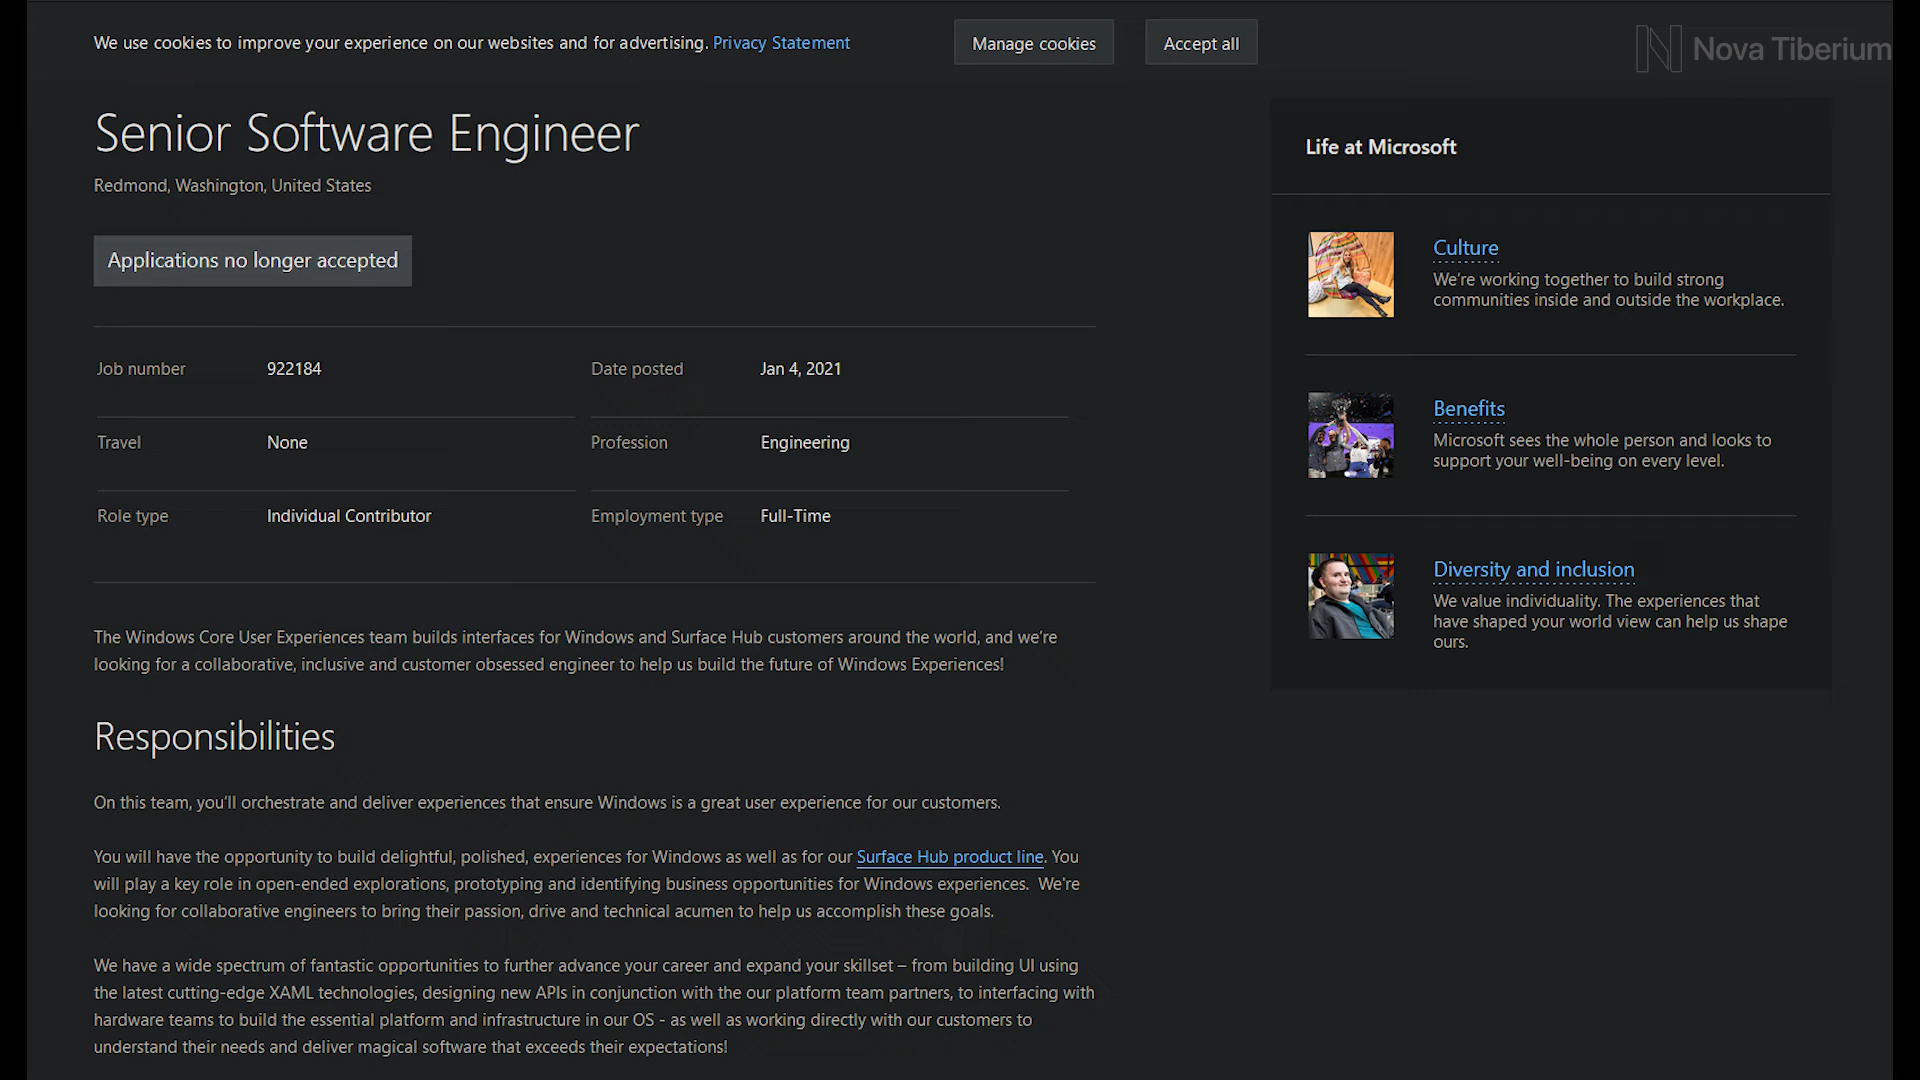 We use cookies to improve your experience on our websites and for advertising. Privacy Statement
Manage cookies
Accept all
Nova Tiberium
Senior Software Engineer
Redmond, Washington, United States
Applications no longer accepted
Job number 922184 Date posted Jan 4, 2021
Travel None Profession Engineering
Role type Individual Contributor Employment type Full-Time
The Windows Core User Experiences team builds interfaces for Windows and Surface Hub customers around the world, and we're
looking for a collaborative, inclusive and customer obsessed engineer to help us build the future of Windows Experiences!
Responsibilities
On this team, you'll orchestrate and deliver experiences that ensure Windows is a great user experience for our customers.
You will have the opportunity to build delightful, polished, experiences for Windows as well as for our Surface Hub product line. You
will play a key role in open-ended explorations, prototyping and identifying business opportunities for Windows experiences.  We're
looking for collaborative engineers to bring their passion, drive and technical acumen to help us accomplish these goals.
We have a wide spectrum of fantastic opportunities to further advance your career and expand your skillset – from building UI using
the latest cutting-edge XAML technologies, designing new APIs in conjunction with the our platform team partners, to interfacing with
hardware teams to build the essential platform and infrastructure in our OS - as well as working directly with our customers to
understand their needs and deliver magical software that exceeds their expectations!
Life at Microsoft
Culture
We're working together to build strong
communities inside and outside the workplace.
Benefits
Microsoft sees the whole person and looks to
support your well-being on every level.
Diversity and inclusion
We value individuality. The experiences that
have shaped your world view can help us shape
ours.